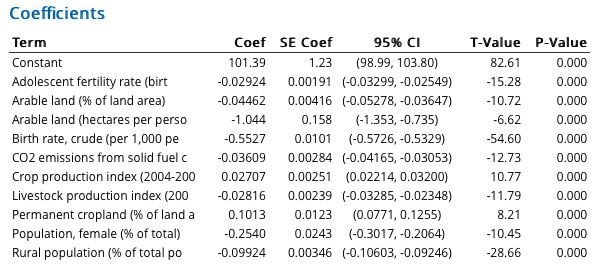 Coefficients
Term Coef SE Coef 95% CI T-Value P-Value
Constant 101.39 1.23 (98.99, 103.80) 82.61 0.000
Adolescent fertility rate (birt -0.02924 0.00191 (-0.03299, -0.02549) -15.28 0.000
Arable land (% of land area) -0.04462 0.00416 (-0.05278, -0.03647) -10.72 0.000
Arable land (hectares per perso -1.044 0.158 (-1.353, -0.735) -6.62 0.000
Birth rate, crude (per 1,000 pe -0.5527 0.0101 (-0.5726, -0.5329) -54.60 0.000
CO2 emissions from solid fuel c -0.03609 0.00284 (-0.04165, -0.03053) -12.73 0.000
Crop production index (2004-200 0.02707 0.00251 (0.02214, 0.03200) 10.77 0.000
Livestock production index (200 -0.02816 0.00239 (-0.03285, -0.02348) -11.79 0.000
Permanent cropland (% of land a 0.1013 0.0123 (0.0771, 0.1255) 8.21 0.000
Population, female (% of total) -0.2540 0.0243 (-0.3017, -0.2064) -10.45 0.000
Rural population (% of total po -0.09924 0.00346 (-0.10603, -0.09246) -28.66 0.000